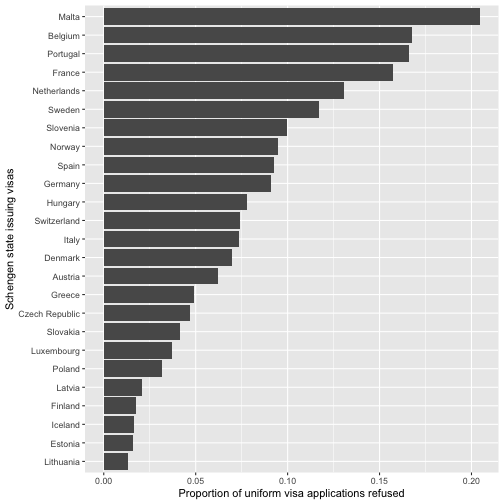 Schengen state issuing visas
Malta
Belgium
Portugal
France
Netherlands
Sweden
Slovenia
Norway
Spain
Germany
Hungary
Switzerland
Italy
Denmark
Austria
Greece
Czech Republic
Slovakia
Luxembourg
Poland
Latvia
Finland
Iceland
Estonia
Lithuania
0.00 0.05 0.10 0.15 0.20
Proportion of uniform visa applications refused